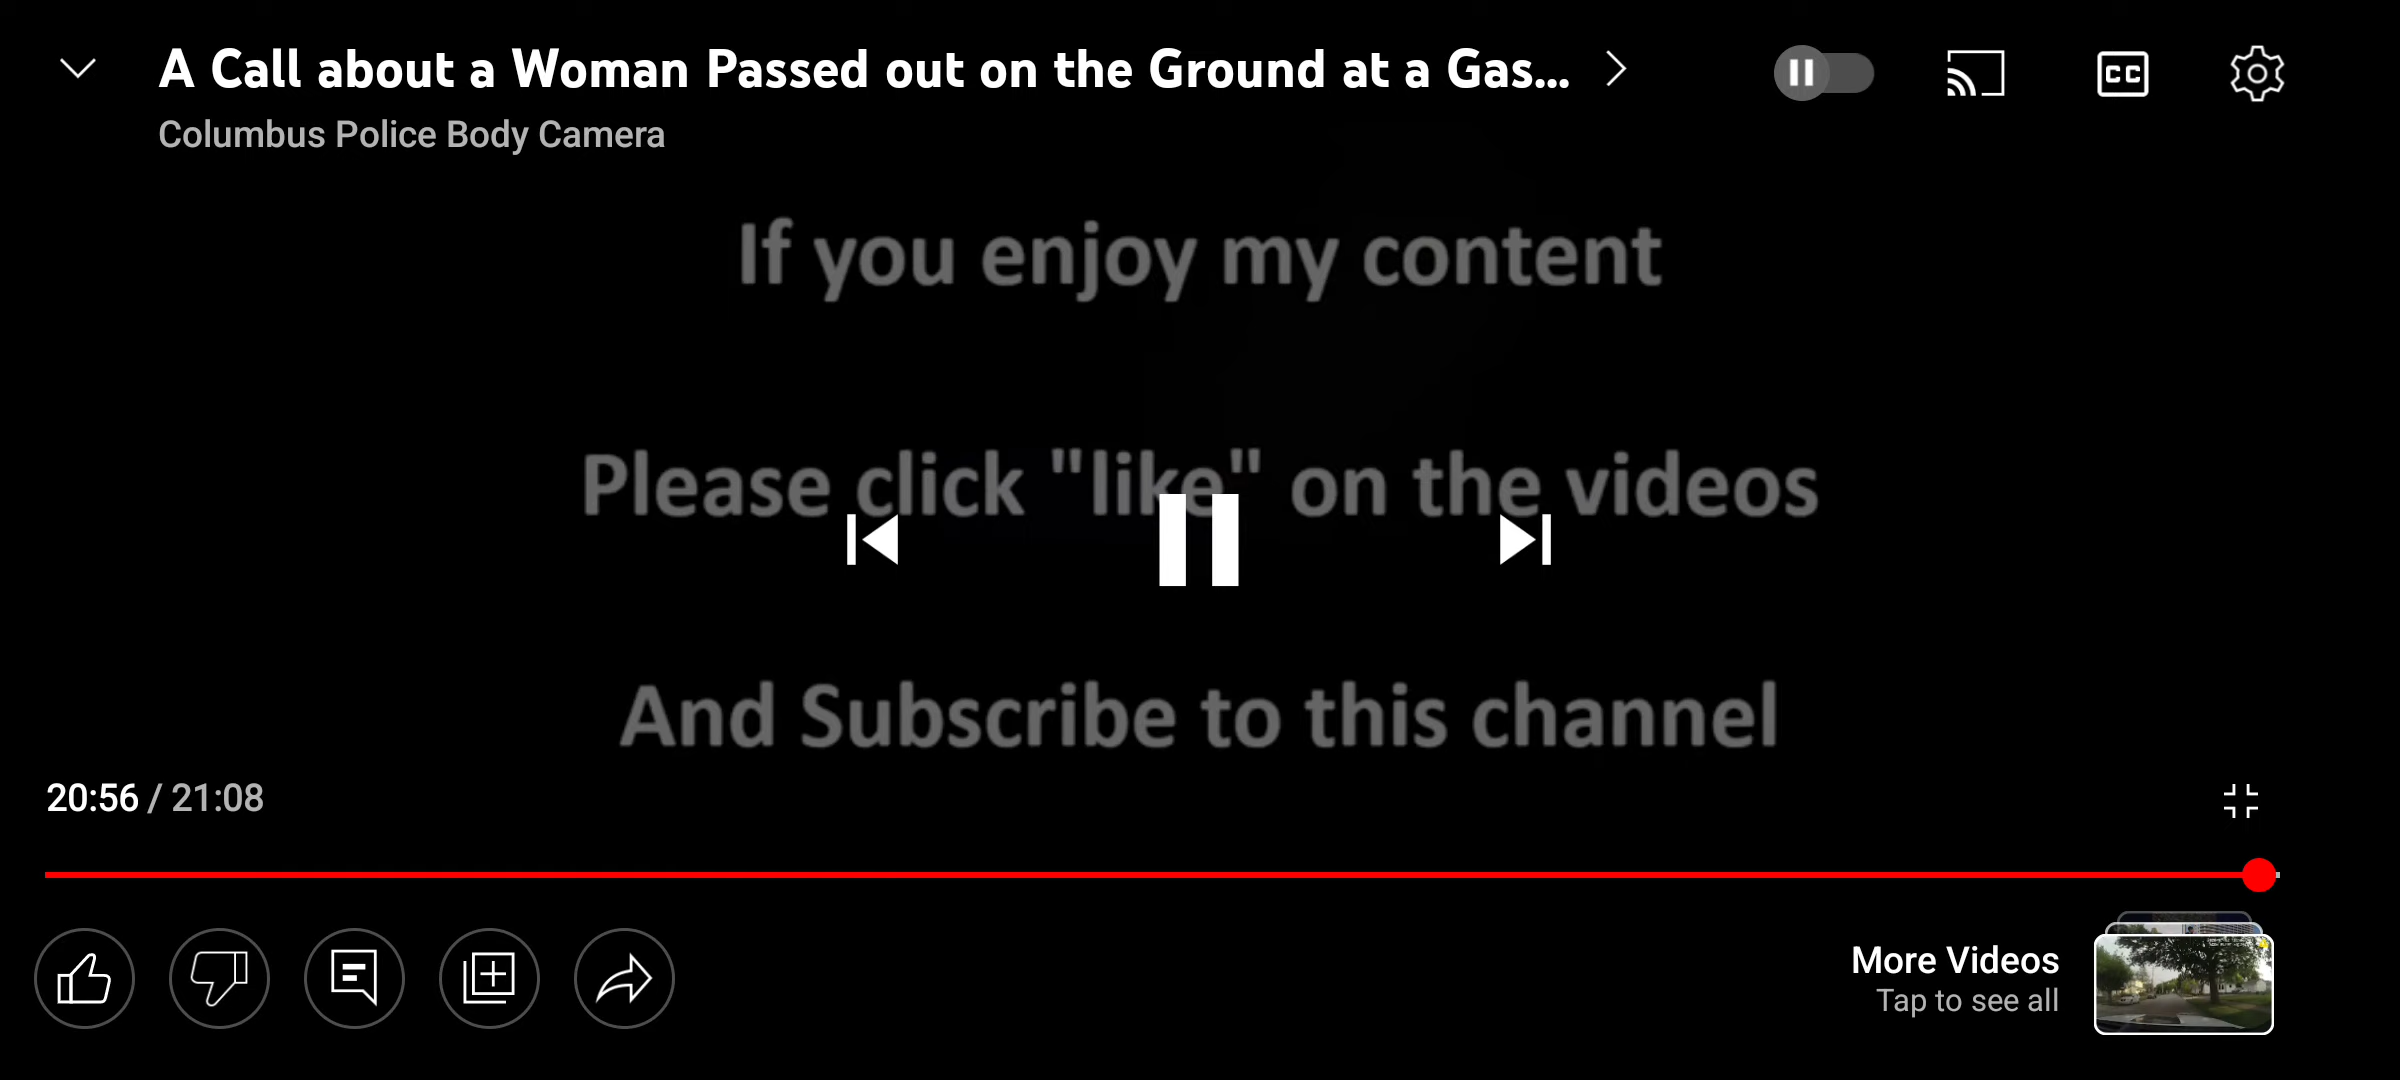 A Call about a Woman Passed out on the Ground at a Gas...
Columbus Police Body Camera
CC
If you enjoy my content
Please click "like" on the videos
And Subscribe to this channel
20:56 / 21:08
More Videos
Tap to see all